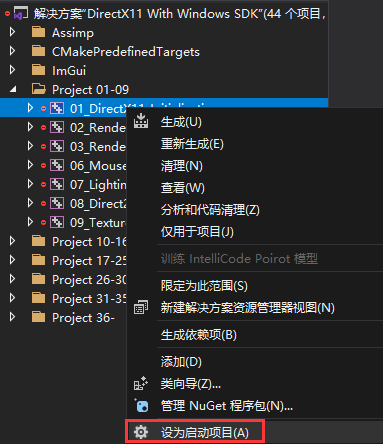 解决方案"DirectX11 With Windows SDK"(44 个项目,
Assimp
CMakePredefinedTargets
ImGui
Project 01-09
01_DirectX11
02_Rende
03_Rende
06_Mouse
07_Lightin
08_Direct2
09_Texture
Project 10-16
Project 17-25
Project 26-30
Project 31-35
Project 36-
生成(U)
重新生成(E)
清理(N)
查看(W)
分析和代码清理(Z)
仅用于项目(J)
训练 IntelliCode Poirot 模型
限定为此范围(S)
新建解决方案资源管理器视图(N)
生成依赖项(B)
添加(D)
类向导(Z)...
管理 NuGet 程序包(N)...
设为启动项目(A)